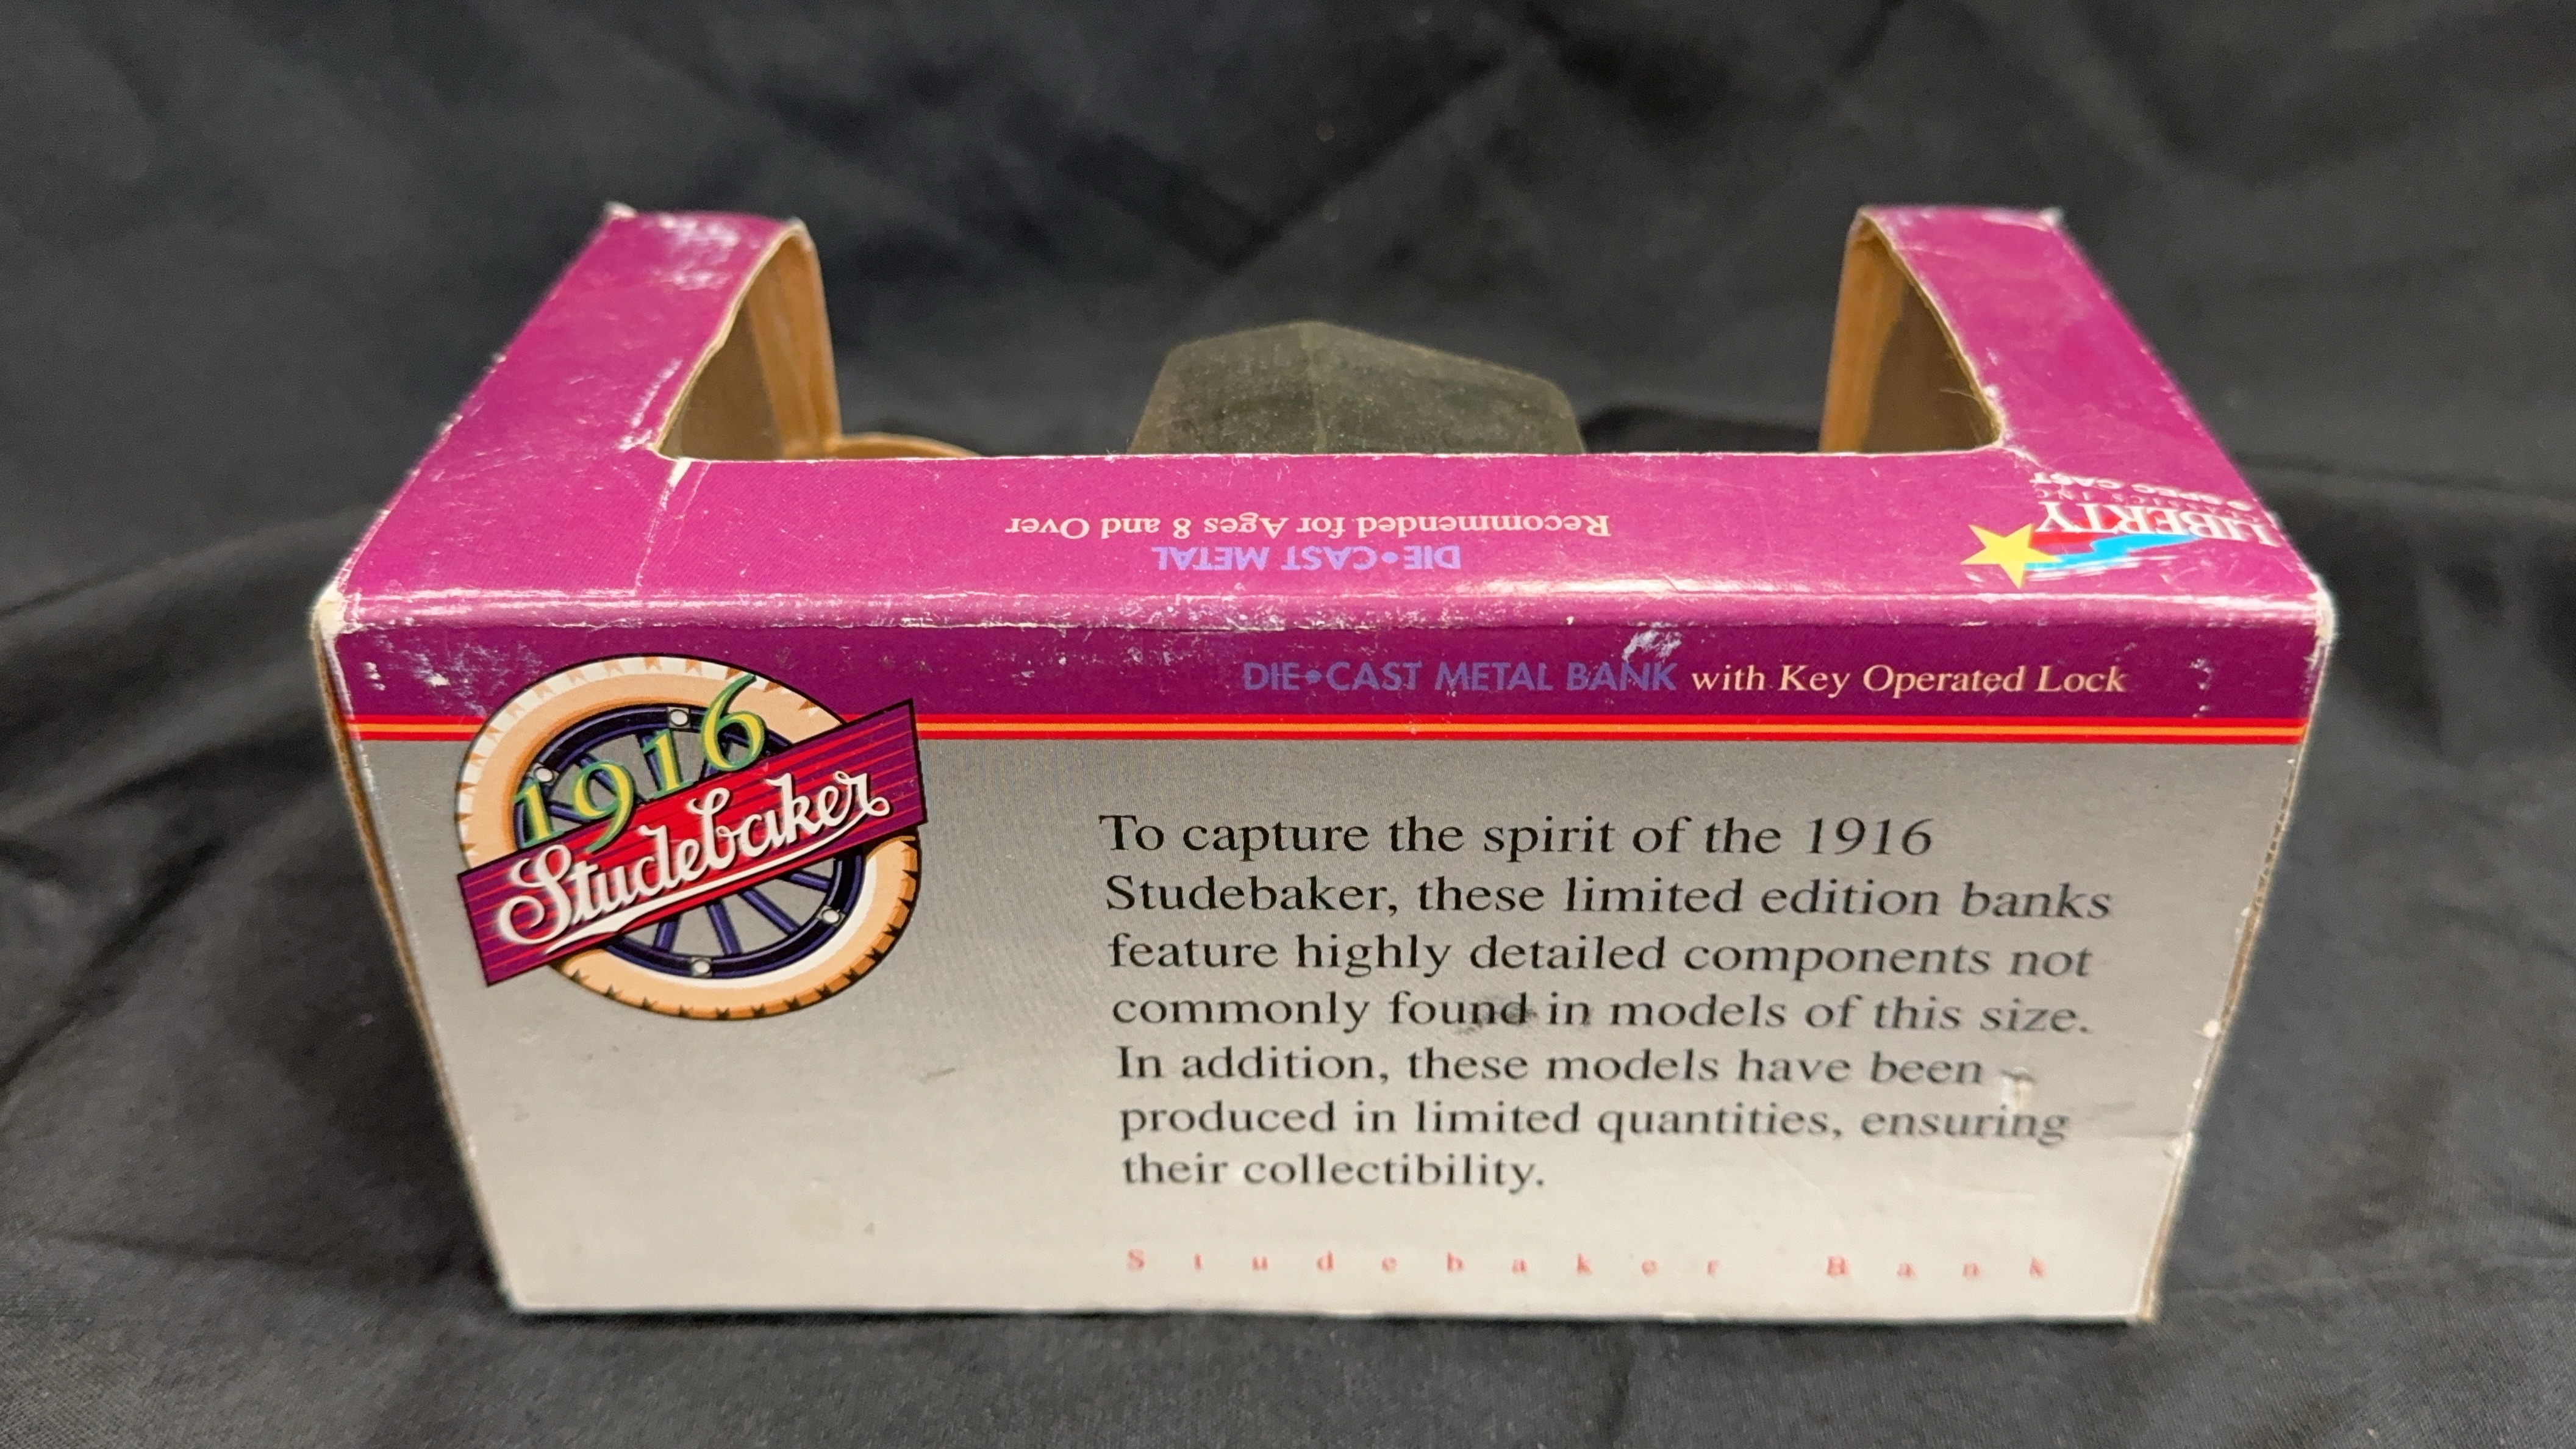 Recommended for Ages 8 and Over
DIE•CAST METAL
LIBERTY
SPEC CAST
DIE•CAST METAL BANK with Key Operated Lock
1916
Studebaker
To capture the spirit of the 1916
Studebaker, these limited edition banks
feature highly detailed components not
commonly found in models of this size.
In addition, these models have been
produced in limited quantities, ensuring
their collectibility.
Studebaker Bank